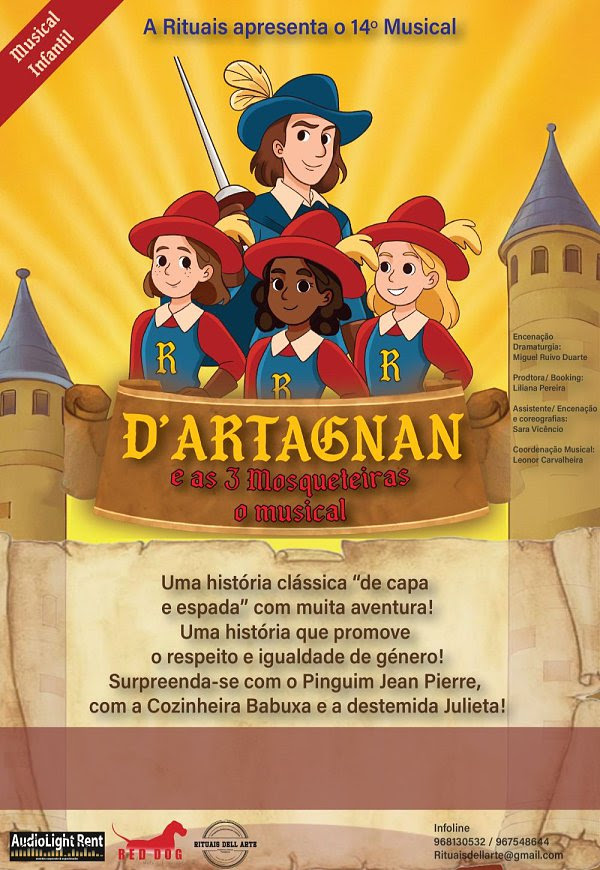 Musical
Infantil
A Rituais apresenta o 14º Musical
R
R
R
Encenação
Dramaturgia:
Miguel Ruivo Duarte
Prodtora/ Booking:
Liliana Pereira
Assistente/ Encenação
e coreografias:
Sara Vicêncio
Coordenação Musical:
Leonor Carvalheira
D'ARTAGNAN
e as 3 Mosqueteiras
o musical
Uma história clássica “de capa
e espada” com muita aventura!
Uma história que promove
o respeito e igualdade de género!
Surpreenda-se com o Pinguim Jean Pierre,
com a Cozinheira Babuxa e a destemida Julieta!
AudioLight Rent
RED DOG
RITUAIS DELL ARTE
Infoline
968130532 / 967548644
Rituaisdellarte@gmail.com